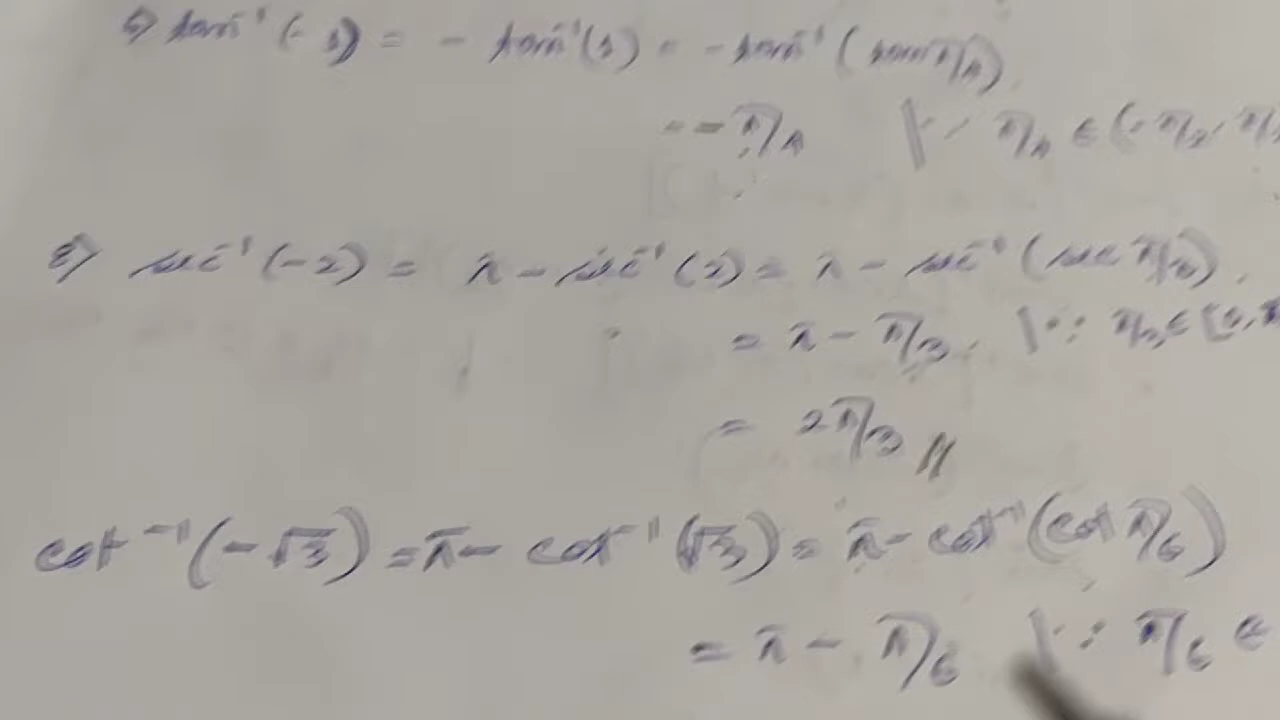 tan⁻¹(-1) = - tan⁻¹(1) = - tan⁻¹(tan π/4)
= - π/4 | ∵ π/4 ∈ (-π/2, π/2
8) sec⁻¹(-2) = π - sec⁻¹(2) = π - sec⁻¹(sec π/3)
= π - π/3. | ∵ π/3 ∈ [0, π
= 2π/3 //
cot⁻¹(-√3) = π - cot⁻¹(√3) = π - cot⁻¹(cot π/6)
= π - π/6 | ∵ π/6 ∈